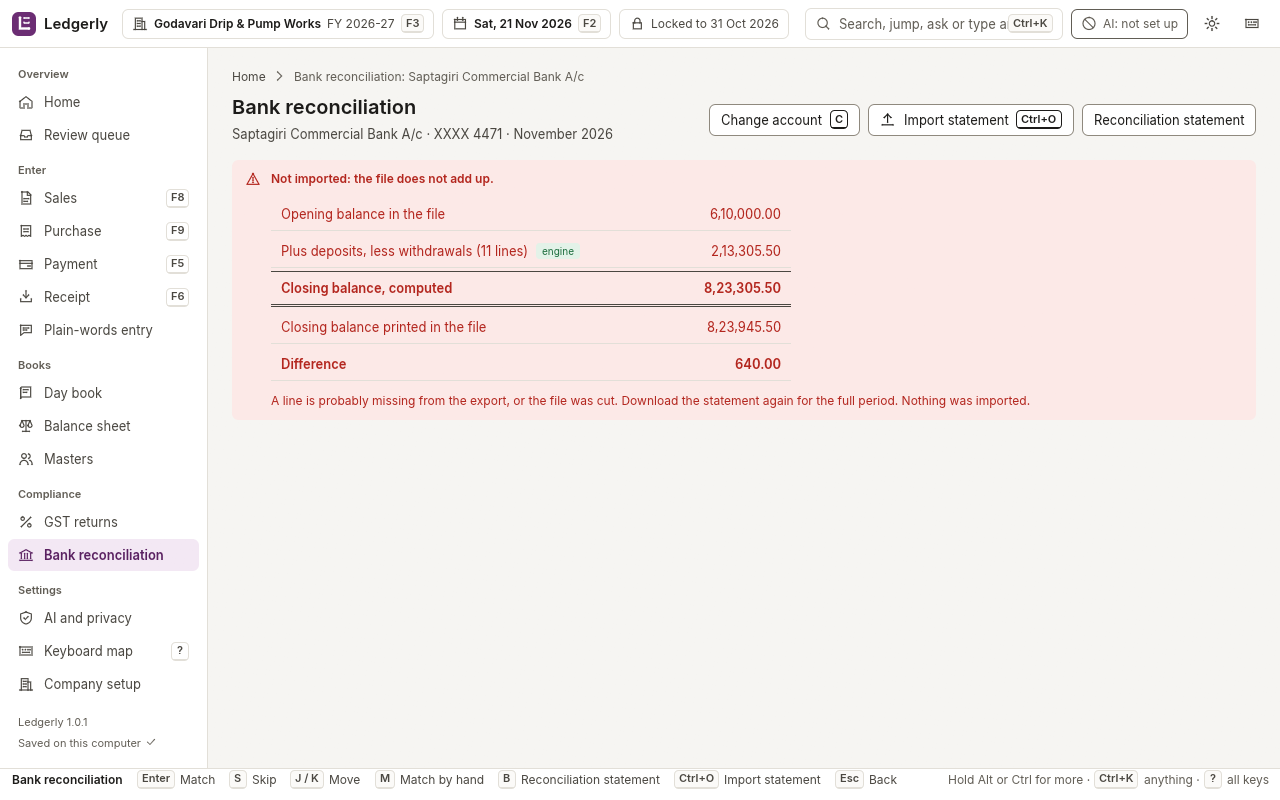 Ledgerly
Godavari Drip & Pump Works FY 2026-27 F3
Sat, 21 Nov 2026 F2
Locked to 31 Oct 2026
Search, jump, ask or type a Ctrl+K
AI: not set up
Overview
Home
Review queue
Enter
Sales F8
Purchase F9
Payment F5
Receipt F6
Plain-words entry
Books
Day book
Balance sheet
Masters
Compliance
GST returns
Bank reconciliation
Settings
AI and privacy
Keyboard map ?
Company setup
Ledgerly 1.0.1
Saved on this computer
Home Bank reconciliation: Saptagiri Commercial Bank A/c
Bank reconciliation
Saptagiri Commercial Bank A/c · XXXX 4471 · November 2026
Change account C
Import statement Ctrl+O
Reconciliation statement
Not imported: the file does not add up.
Opening balance in the file 6,10,000.00
Plus deposits, less withdrawals (11 lines) engine 2,13,305.50
Closing balance, computed 8,23,305.50
Closing balance printed in the file 8,23,945.50
Difference 640.00
A line is probably missing from the export, or the file was cut. Download the statement again for the full period. Nothing was imported.
Bank reconciliation Enter Match S Skip J / K Move M Match by hand B Reconciliation statement Ctrl+O Import statement Esc Back Hold Alt or Ctrl for more · Ctrl+K anything · ? all keys